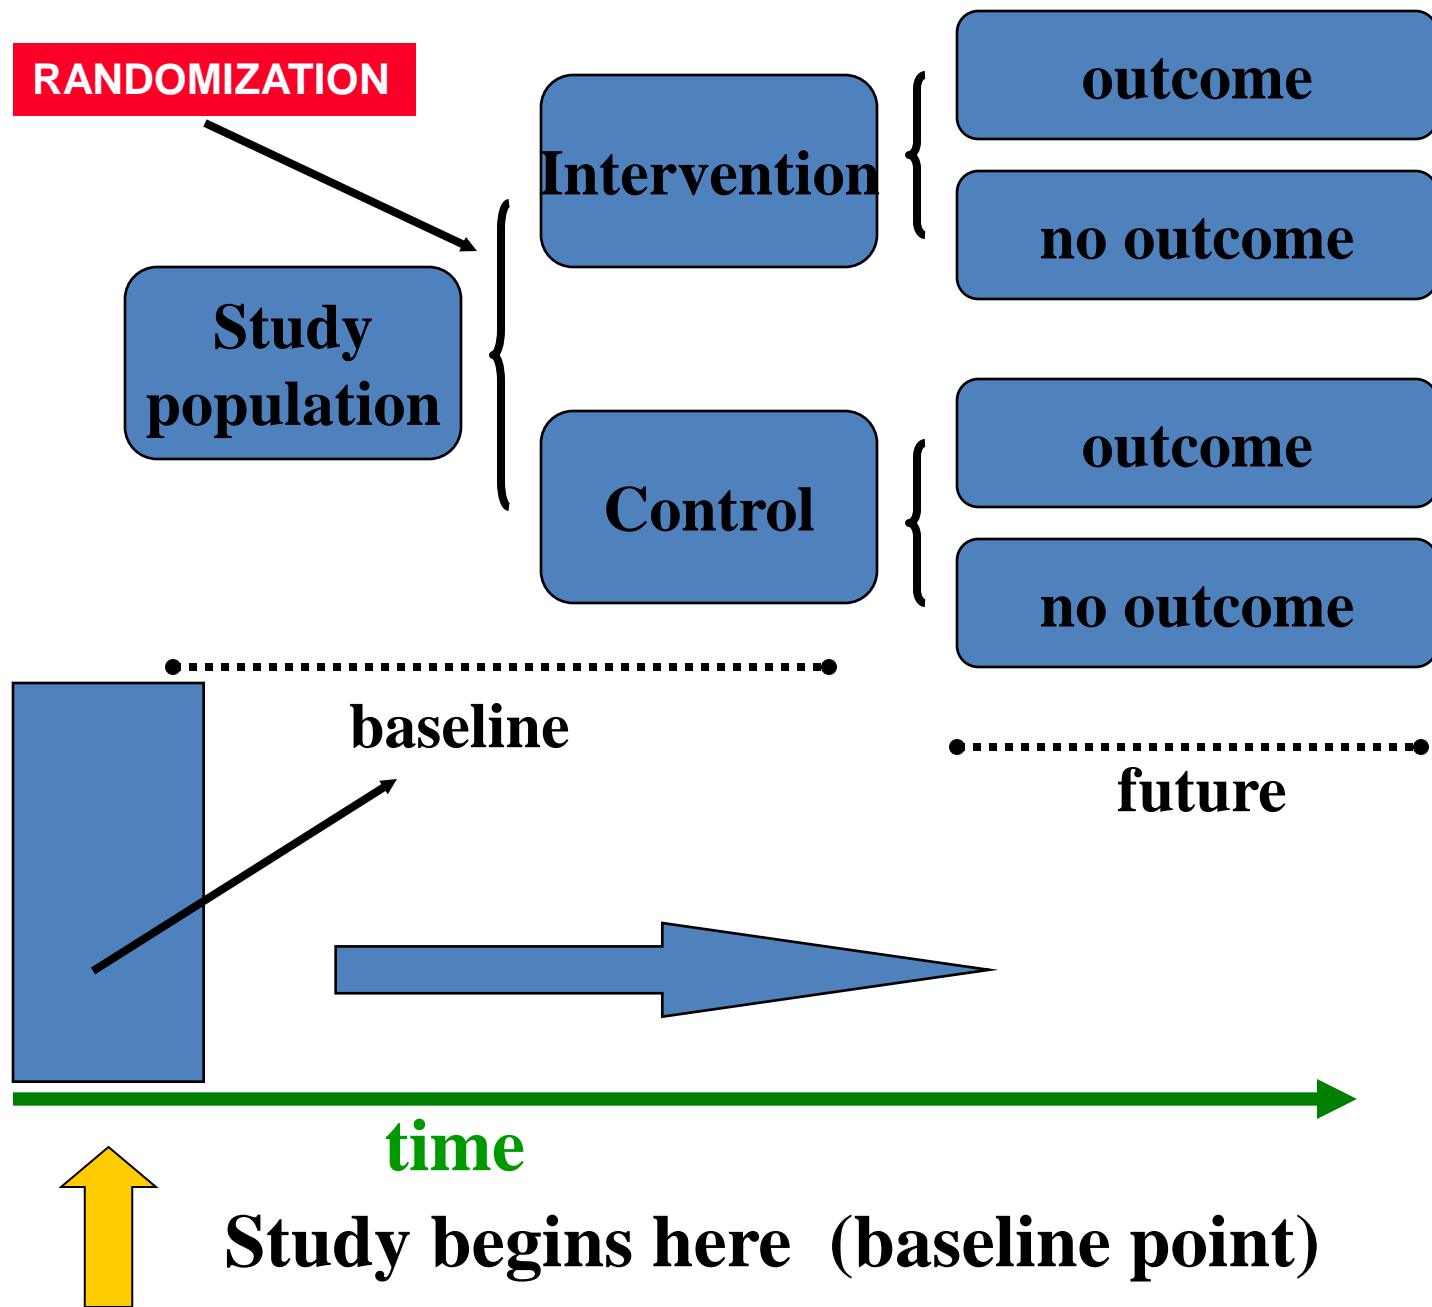 RANDOMIZATION
Intervention
outcome
no outcome
Study
population
Control
outcome
no outcome
baseline
future
time
Study begins here (baseline point)